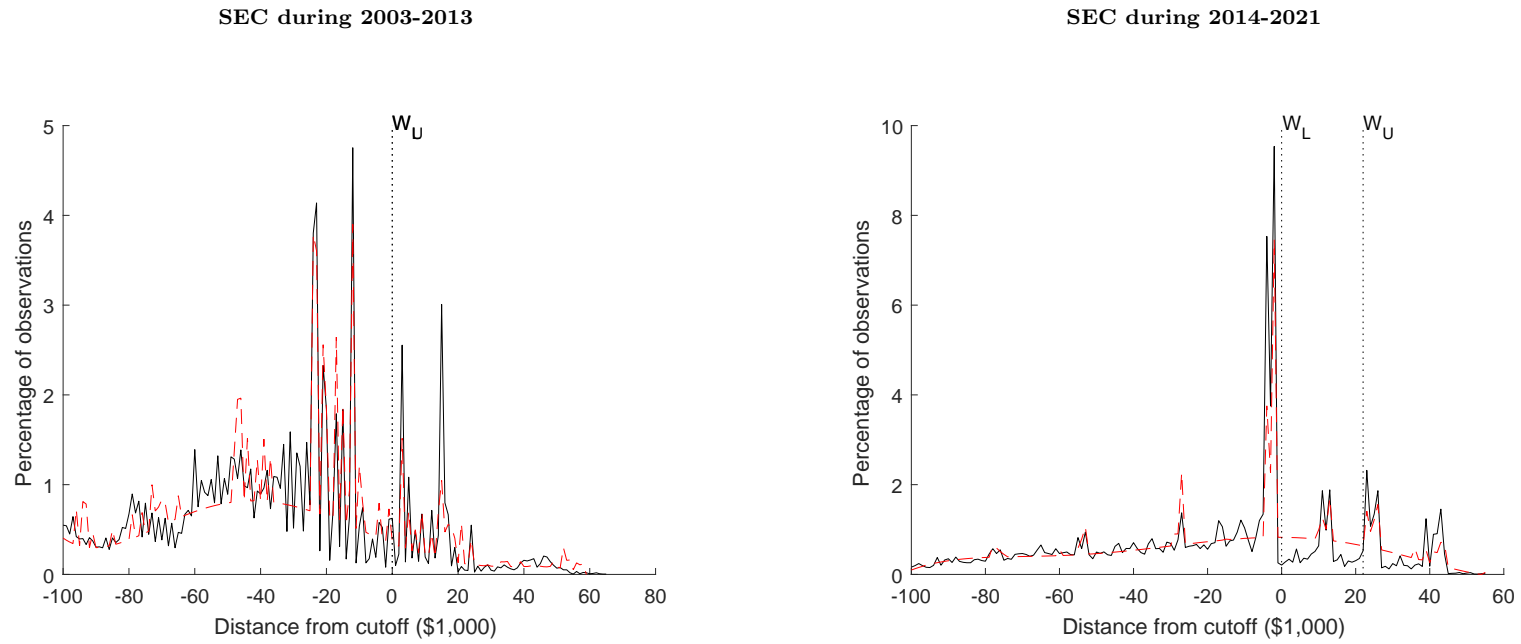 SEC during 2003-2013
5
4
3
2
1
0
Percentage of observations
W_U
-100 -80 -60 -40 -20 0 20 40 60 80
Distance from cutoff ($1,000)
SEC during 2014-2021
10
8
6
4
2
0
Percentage of observations
W_L
W_U
-100 -80 -60 -40 -20 0 20 40 60
Distance from cutoff ($1,000)